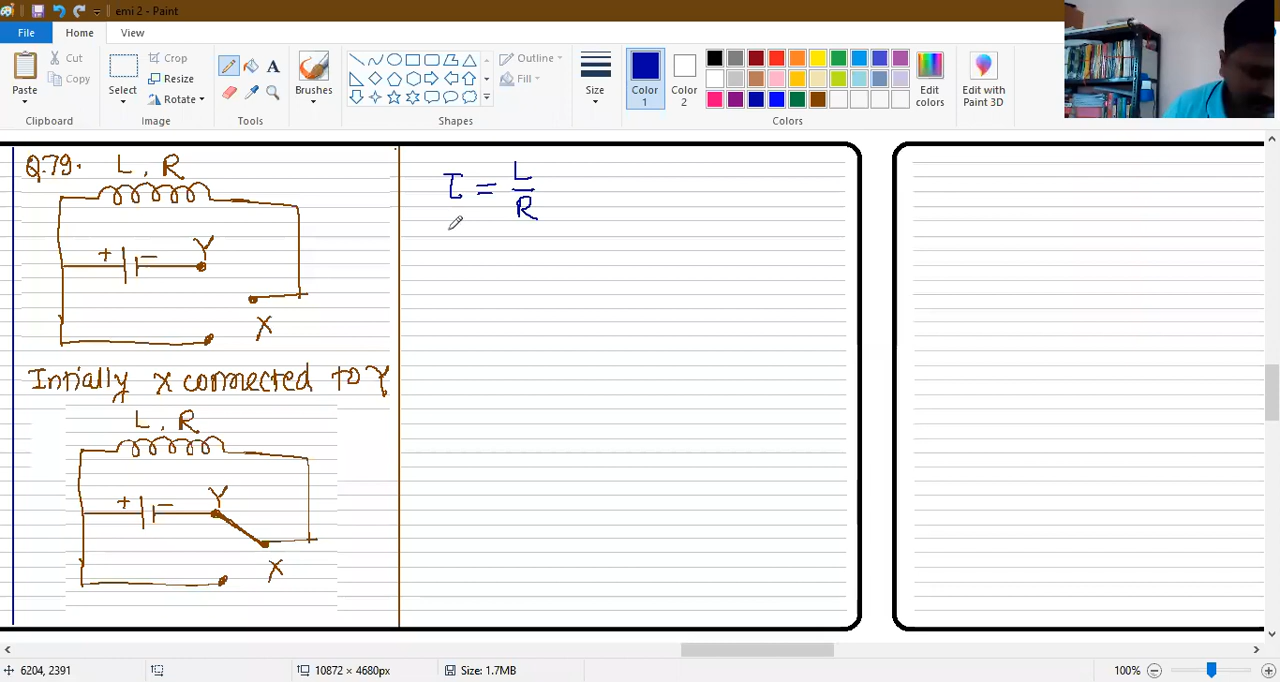 emi 2 - Paint
File Home View
Paste
Cut
Copy
Clipboard
Select
Crop
Resize
Rotate
Image
A
Tools
Brushes
Shapes
Outline
Fill
Size
Color 1
Color 2
Edit colors
Edit with Paint 3D
Colors
Q.79. L, R
+ - Y
X
Intially X connected to Y
L, R
+ - Y
X
τ = L/R
6204, 2391
10872 × 4680px
Size: 1.7MB
100%